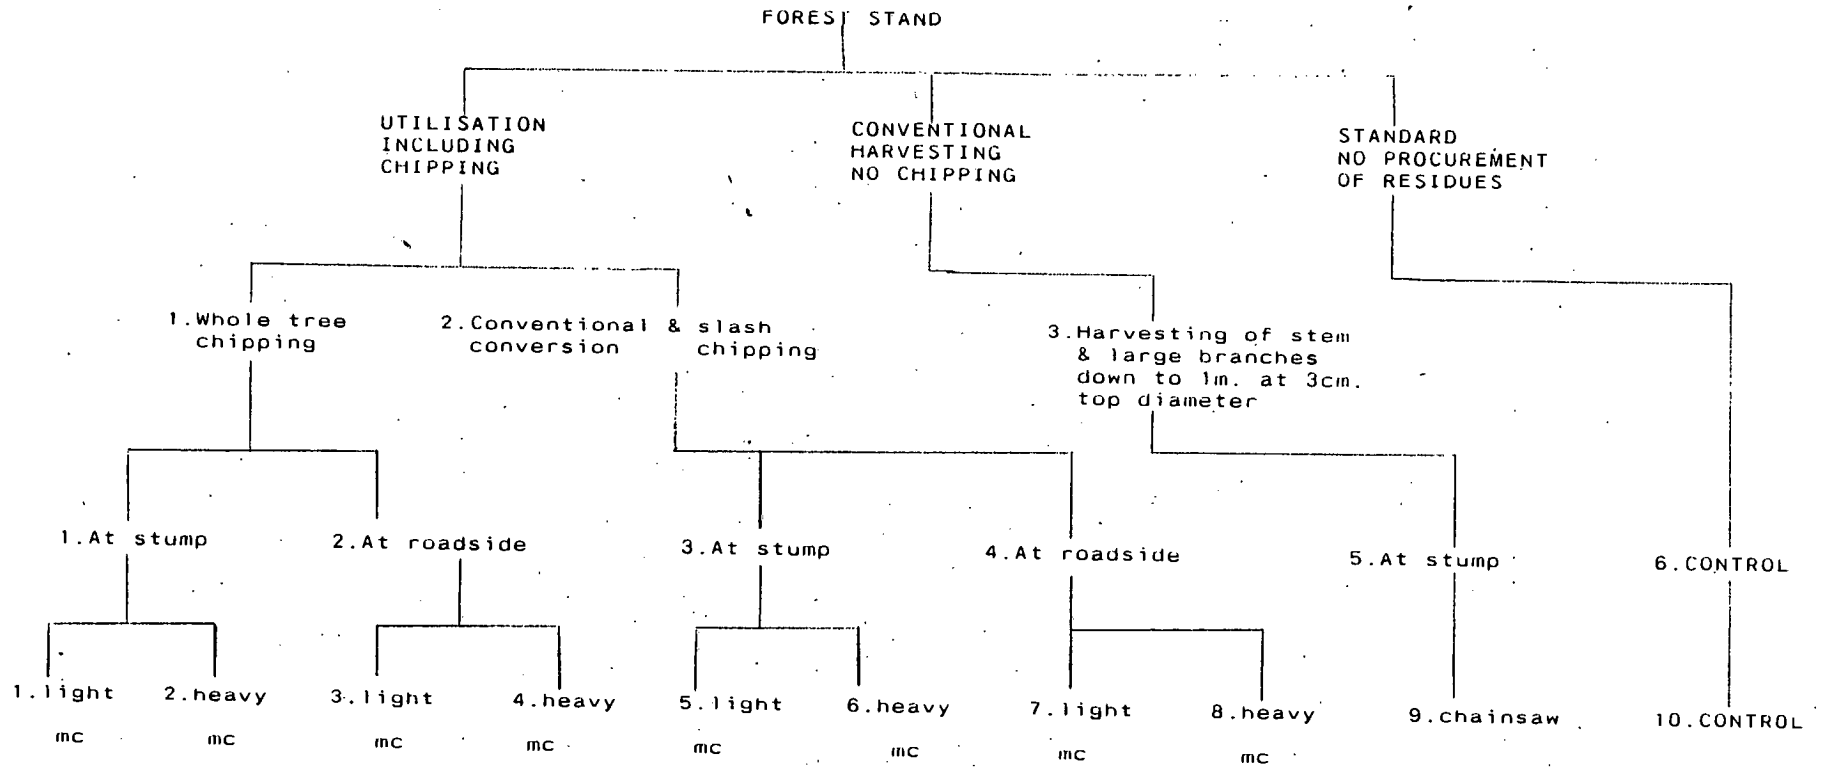 FOREST STAND
UTILISATION
INCLUDING
CHIPPING
CONVENTIONAL
HARVESTING
NO CHIPPING
STANDARD
NO PROCUREMENT
OF RESIDUES
1.Whole tree
chipping
2.Conventional & slash
conversion chipping
3.Harvesting of stem
& large branches
down to 1m. at 3cm.
top diameter
1.At stump
2.At roadside
3.At stump
4.At roadside
5.At stump
6.CONTROL
1.light
mc
2.heavy
mc
3.light
mc
4.heavy
mc
5.light
mc
6.heavy
mc
7.light
mc
8.heavy
mc
9.chainsaw
10.CONTROL